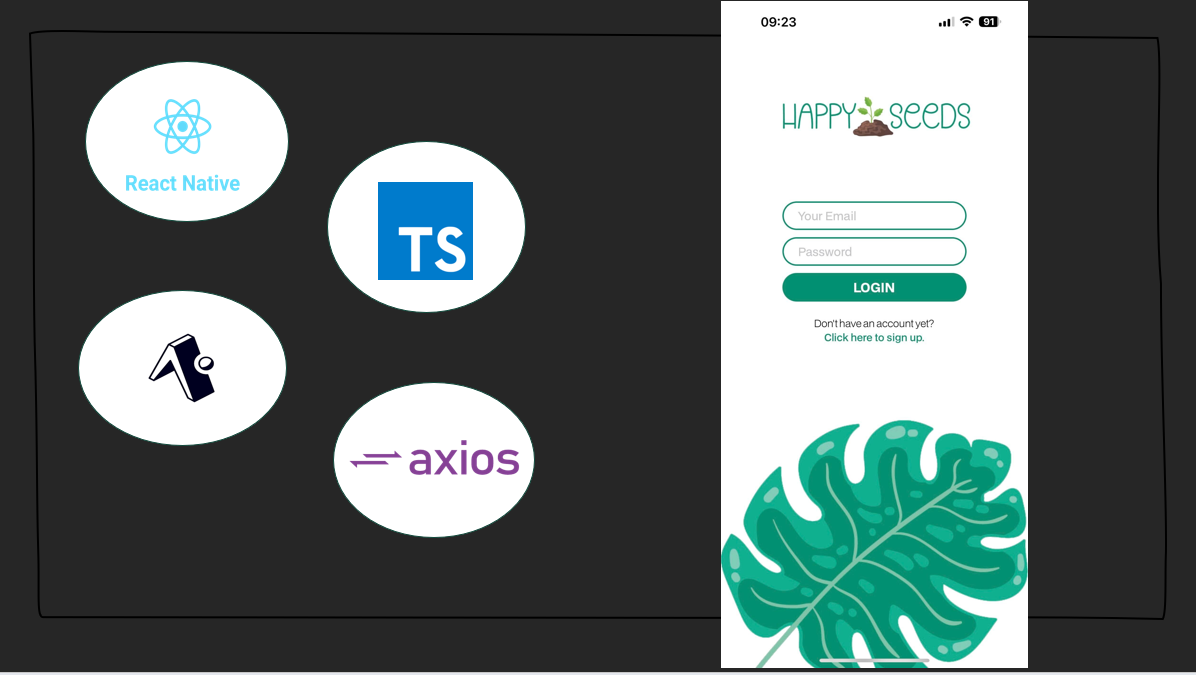 React Native
TS
axios
09:23
91
HAPPY SEEDS
Your Email
Password
LOGIN
Don't have an account yet?
Click here to sign up.